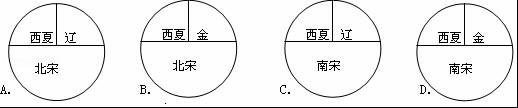 西夏 辽 西夏 金 西夏 辽 西夏 金
北宋 北宋 南宋 南宋
A. B. C. D.